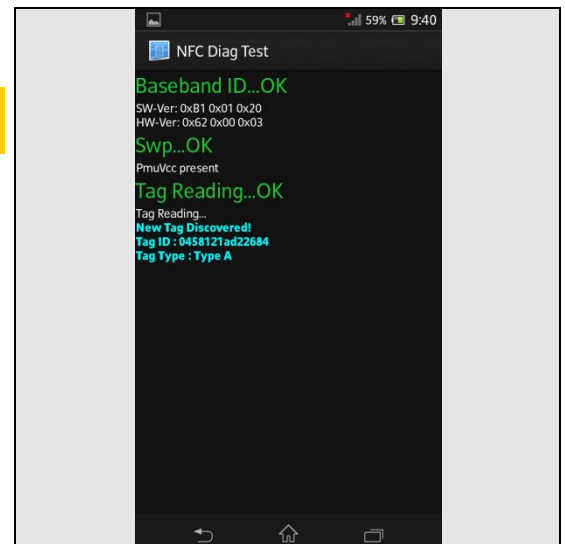 59% 9:40
NFC Diag Test
Baseband ID...OK
SW-Ver: 0xB1 0x01 0x20
HW-Ver: 0x62 0x00 0x03
Swp...OK
PmuVcc present
Tag Reading...OK
Tag Reading...
New Tag Discovered!
Tag ID : 0458121ad22684
Tag Type : Type A